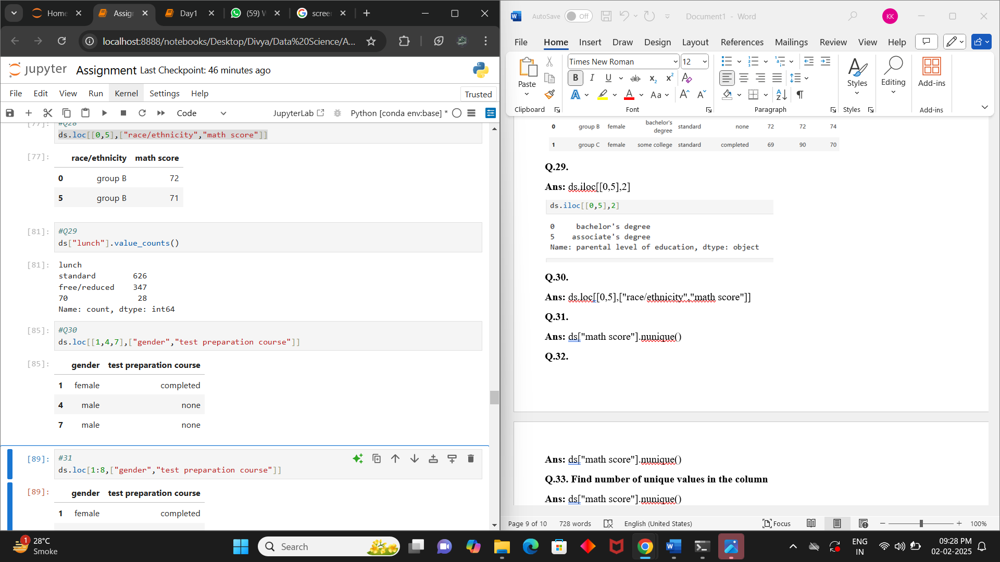 Home
Assign
Day1
(59) W
screen
localhost:8888/notebooks/Desktop/Divya/Data%20Science/A...
jupyter Assignment Last Checkpoint: 46 minutes ago
File Edit View Run Kernel Settings Help
Trusted
Code
JupyterLab
Python [conda env:base] *
[77]: #Q28
ds.loc[[0,5],["race/ethnicity","math score"]]
[77]: race/ethnicity math score
0 group B 72
5 group B 71
[81]: #Q29
ds["lunch"].value_counts()
[81]: lunch
standard 626
free/reduced 347
70 28
Name: count, dtype: int64
[85]: #Q30
ds.loc[[1,4,7],["gender","test preparation course"]]
[85]: gender test preparation course
1 female completed
4 male none
7 male none
[89]: #31
ds.loc[1:8,["gender","test preparation course"]]
[89]: gender test preparation course
1 female completed
AutoSave Off
Document1 - Word
KK
File Home Insert Draw Design Layout References Mailings Review View Help
Paste
Clipboard
Times New Roman 12
B I U ab x₂ x² A
A A Aa A A
Font
Paragraph
Styles
Styles
Editing
Add-ins
Add-ins
0 group B female bachelor's degree standard none 72 72 74
1 group C female some college standard completed 69 90 70
Q.29.
Ans: ds.iloc[[0,5],2]
ds.iloc[[0,5],2]
0 bachelor's degree
5 associate's degree
Name: parental level of education, dtype: object
Q.30.
Ans: ds.loc[[0,5],["race/ethnicity","math score"]]
Q.31.
Ans: ds["math score"].nunique()
Q.32.
Ans: ds["math score"].nunique()
Q.33. Find number of unique values in the column
Ans: ds["math score"].nunique()
Page 9 of 10 728 words English (United States) Focus 100%
1
28°C
Smoke
Search
ENG
IN
09:28 PM
02-02-2025